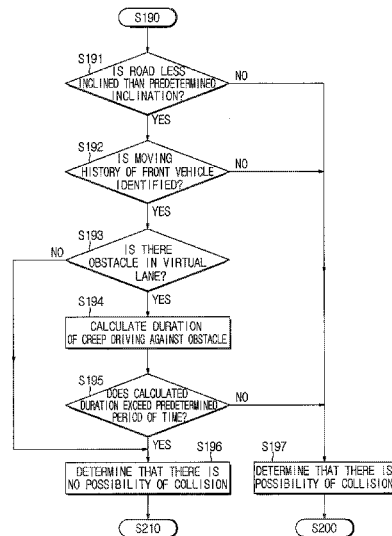 S190
S191
IS ROAD LESS
INCLINED THAN PREDETERMINED
INCLINATION?
NO
YES
S192
IS MOVING
HISTORY OF FRONT VEHICLE
IDENTIFIED?
NO
YES
S193
NO
IS THERE
OBSTACLE IN VIRTUAL
LANE?
YES
S194
CALCULATE DURATION
OF CREEP DRIVING AGAINST OBSTACLE
S195
DOES CALCULATED
DURATION EXCEED PREDETERMINED
PERIOD OF TIME?
NO
YES
S196
S197
DETERMINE THAT THERE IS
NO POSSIBILITY OF COLLISION
DETERMINE THAT THERE IS
POSSIBILITY OF COLLISION
S210
S200